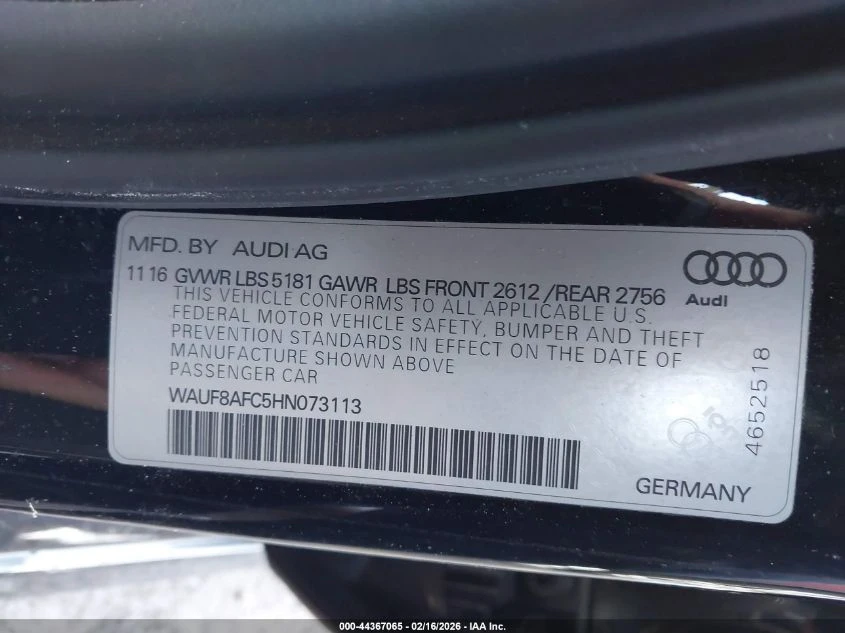 MFD. BY AUDI AG
11 16 GVWR LBS 5181 GAWR LBS FRONT 2612 / REAR 2756
THIS VEHICLE CONFORMS TO ALL APPLICABLE U.S.
FEDERAL MOTOR VEHICLE SAFETY, BUMPER AND THEFT
PREVENTION STANDARDS IN EFFECT ON THE DATE OF
MANUFACTURE SHOWN ABOVE
PASSENGER CAR
WAUF8AFC5HN073113
Audi
4652518
GERMANY
000-44367065 - 02/16/2026 - IAA Inc.